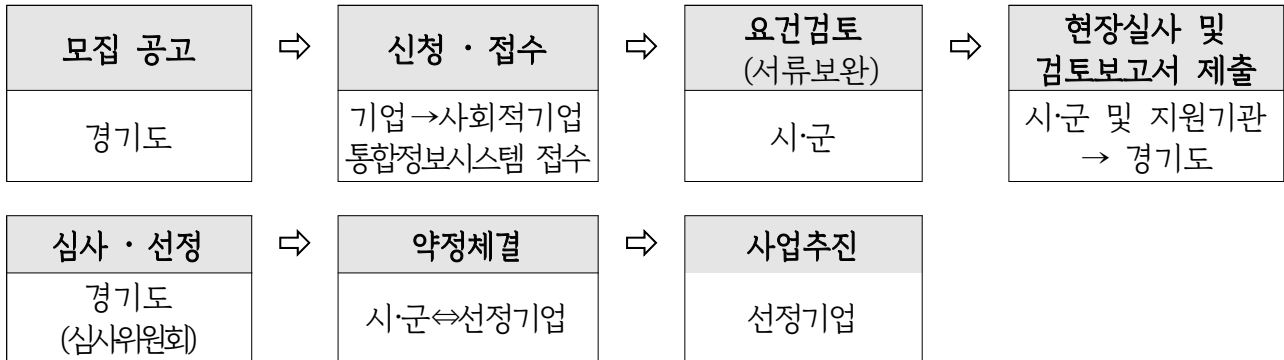 모집 공고
경기도
⇨
신청 · 접수
기업→사회적기업
통합정보시스템 접수
⇨
요건검토
(서류보완)
시·군
⇨
현장실사 및
검토보고서 제출
시·군 및 지원기관
→ 경기도
심사 · 선정
경기도
(심사위원회)
⇨
약정체결
시·군⇔선정기업
⇨
사업추진
선정기업